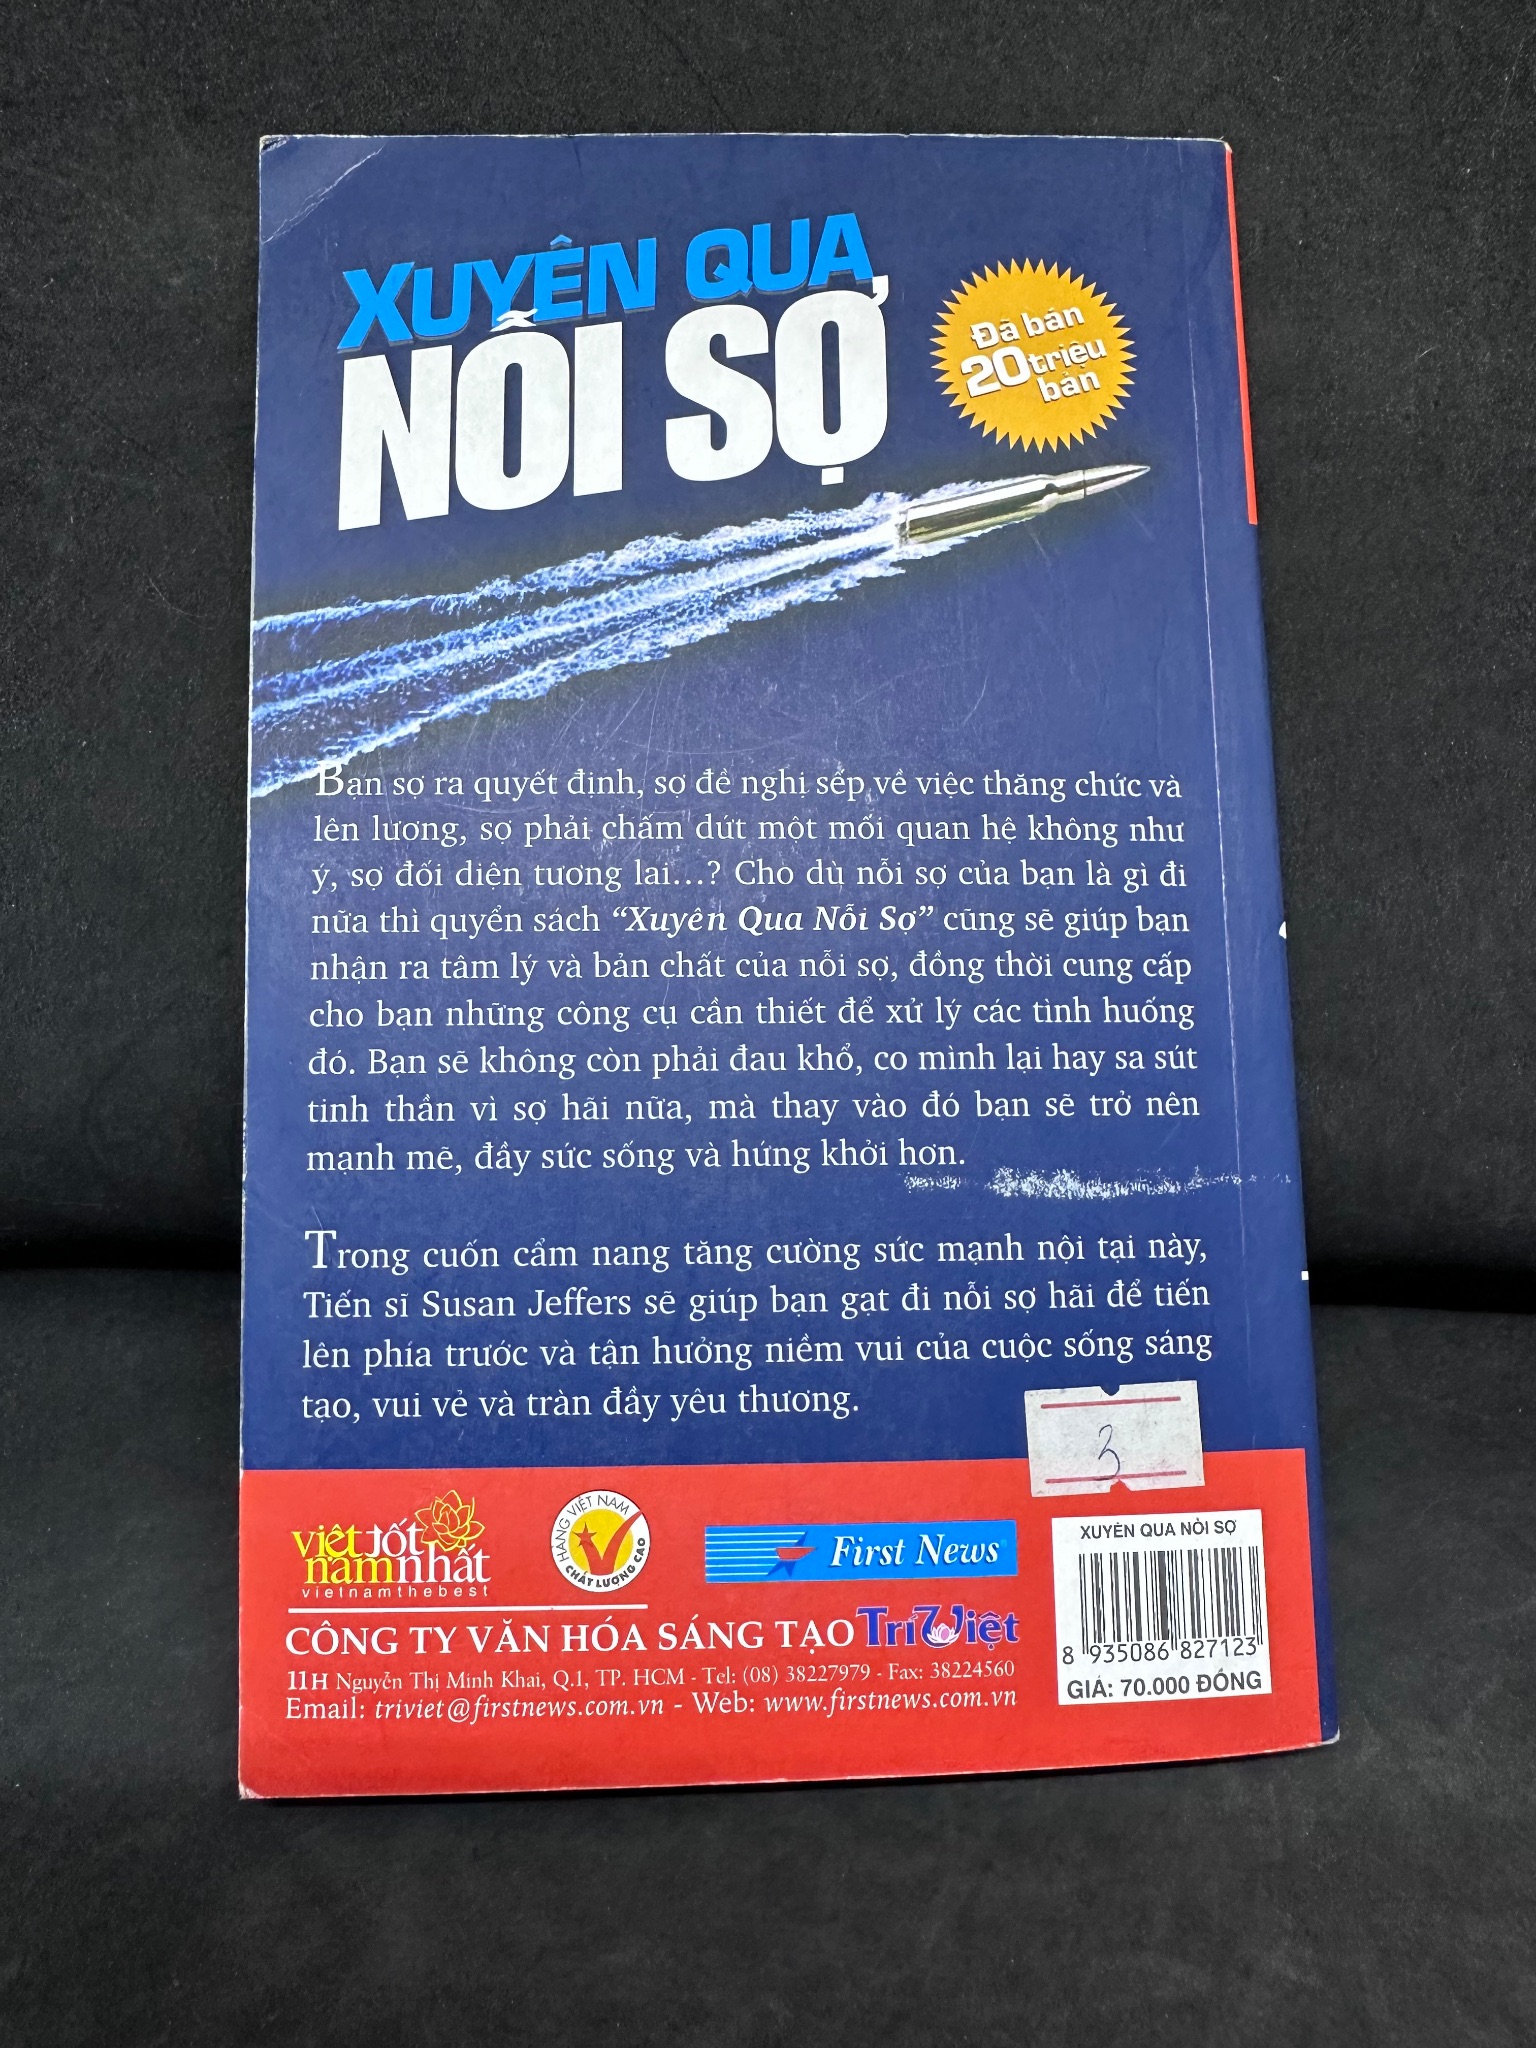 XUYÊN QUA
NỖI SỢ
Đã bán
20 triệu
bản
Bạn sợ ra quyết định, sợ đề nghị sếp về việc thăng chức và
lên lương, sợ phải chấm dứt một mối quan hệ không như
ý, sợ đối diện tương lai...? Cho dù nỗi sợ của bạn là gì đi
nữa thì quyển sách “Xuyên Qua Nỗi Sợ” cũng sẽ giúp bạn
nhận ra tâm lý và bản chất của nỗi sợ, đồng thời cung cấp
cho bạn những công cụ cần thiết để xử lý các tình huống
đó. Bạn sẽ không còn phải đau khổ, co mình lại hay sa sút
tinh thần vì sợ hãi nữa, mà thay vào đó bạn sẽ trở nên
mạnh mẽ, đầy sức sống và hứng khởi hơn.
Trong cuốn cẩm nang tăng cường sức mạnh nội tại này,
Tiến sĩ Susan Jeffers sẽ giúp bạn gạt đi nỗi sợ hãi để tiến
lên phía trước và tận hưởng niềm vui của cuộc sống sáng
tạo, vui vẻ và tràn đầy yêu thương.
3
việt tốt
nam nhất
vietnamthebest
HÀNG VIỆT NAM
CHẤT LƯỢNG CAO
First News
CÔNG TY VĂN HÓA SÁNG TẠO Trí Việt
11H Nguyễn Thị Minh Khai, Q.1, TP. HCM - Tel: (08) 38227979 - Fax: 38224560
Email: triviet@firstnews.com.vn - Web: www.firstnews.com.vn
XUYÊN QUA NỖI SỢ
8 935086 827123
GIÁ: 70.000 ĐỒNG